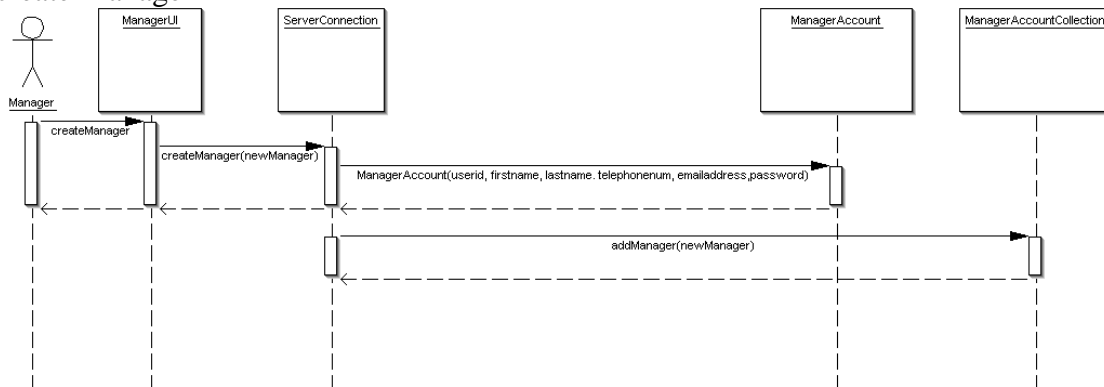 ManagerUI
ServerConnection
ManagerAccount
ManagerAccountCollection
Manager
createManager
createManager(newManager)
ManagerAccount(userid, firstname, lastname. telephonenum, emailaddress,password)
addManager(newManager)